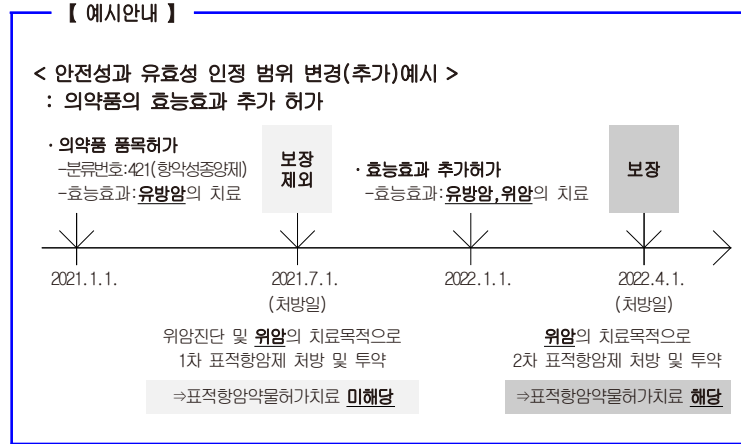 【 예시안내 】
< 안전성과 유효성 인정 범위 변경(추가)예시 >
: 의약품의 효능효과 추가 허가
· 의약품 품목허가
-분류번호:421(항악성종양제)
-효능효과:유방암의 치료
보장
제외
· 효능효과 추가허가
-효능효과:유방암,위암의 치료
보장
2021.1.1.
2021.7.1.
(처방일)
2022.1.1.
2022.4.1.
(처방일)
위암진단 및 위암의 치료목적으로
1차 표적항암제 처방 및 투약
⇒표적항암약물허가치료 미해당
위암의 치료목적으로
2차 표적항암제 처방 및 투약
⇒표적항암약물허가치료 해당